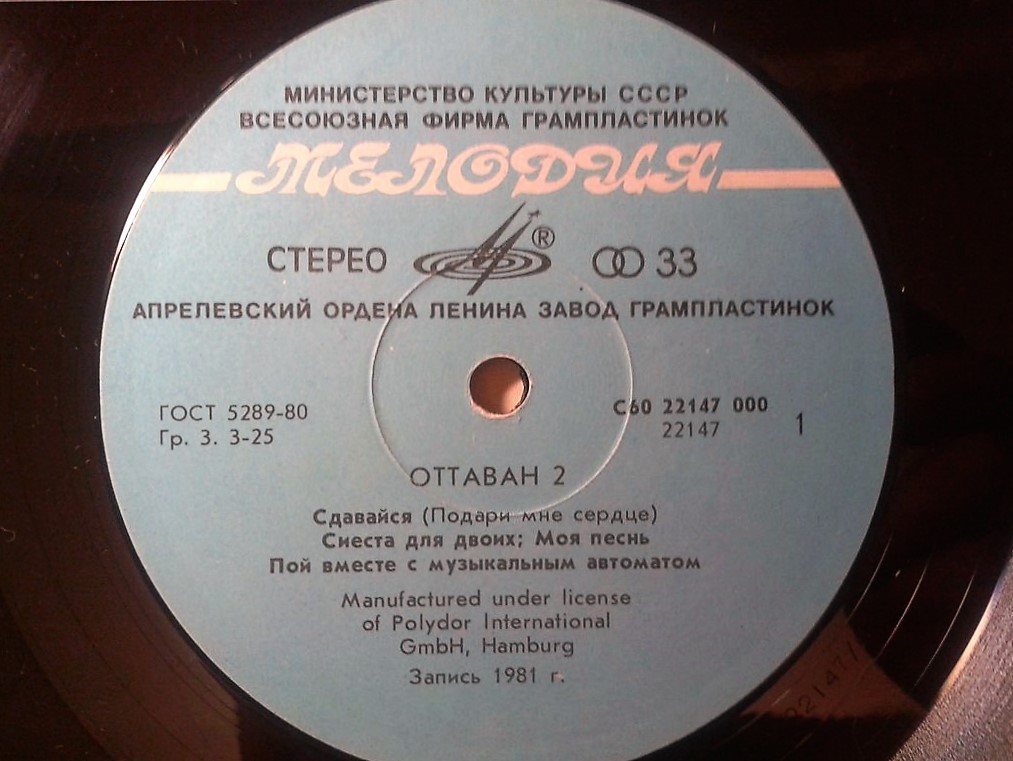 МИНИСТЕРСТВО КУЛЬТУРЫ СССР
ВСЕСОЮЗНАЯ ФИРМА ГРАМПЛАСТИНОК
МЕЛОДИЯ
СТЕРЕО ® 33
АПРЕЛЕВСКИЙ ОРДЕНА ЛЕНИНА ЗАВОД ГРАМПЛАСТИНОК
ГОСТ 5289-80
Гр. 3. 3-25
С60 22147 000
22147
1
ОТТАВАН 2
Сдавайся (Подари мне сердце)
Сиеста для двоих; Моя песнь
Пой вместе с музыкальным автоматом
Manufactured under license
of Polydor International
GmbH, Hamburg
Запись 1981 г.